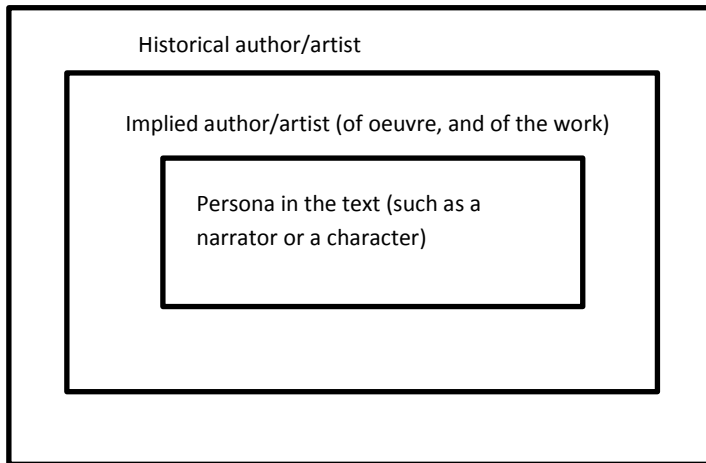 Historical author/artist
Implied author/artist (of oeuvre, and of the work)
Persona in the text (such as a
narrator or a character)